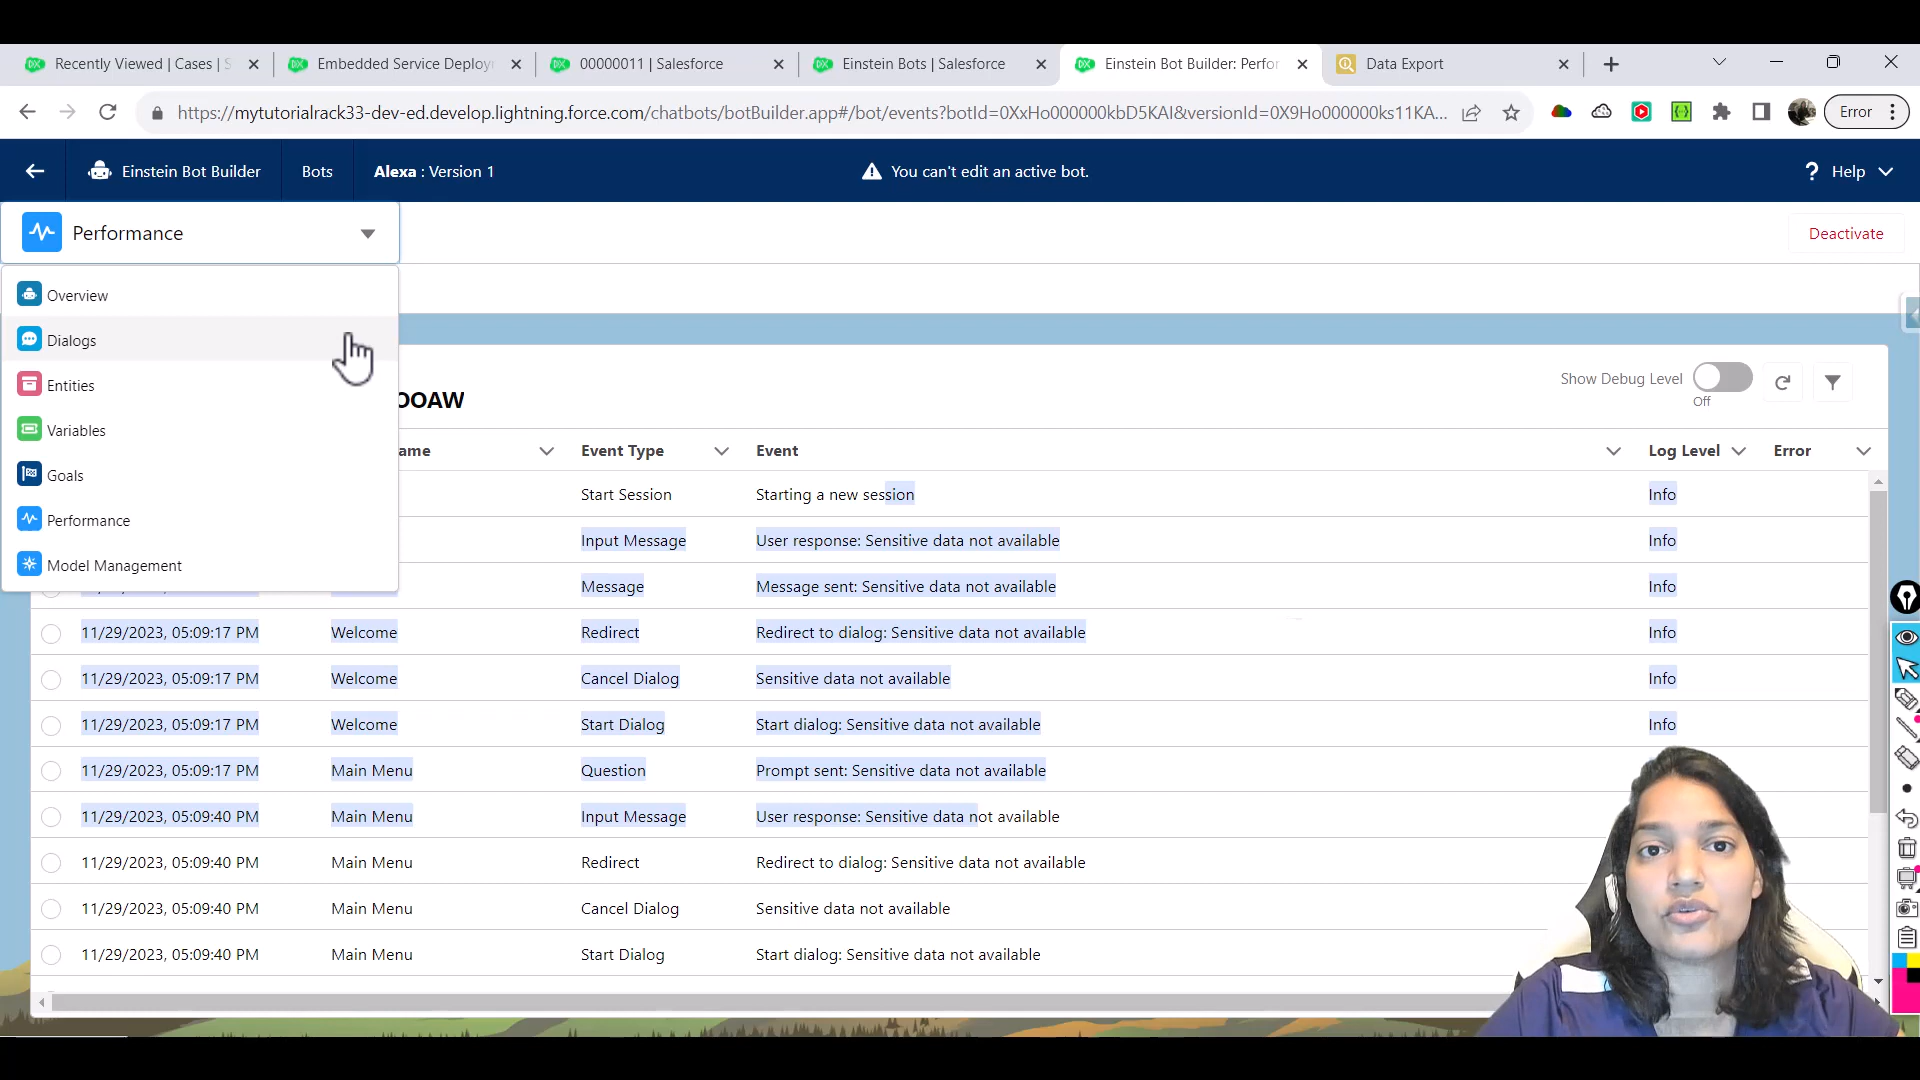 Recently Viewed | Cases | S
Embedded Service Deploym
00000011 | Salesforce
Einstein Bots | Salesforce
Einstein Bot Builder: Perfor
Data Export
https://mytutorialrack33-dev-ed.develop.lightning.force.com/chatbots/botBuilder.app#/bot/events?botId=0XxHo000000kbD5KAI&versionId=0X9Ho000000ks11KA...
Error
Einstein Bot Builder
Bots
Alexa : Version 1
You can't edit an active bot.
? Help
Performance
Deactivate
Overview
Dialogs
Entities
Variables
Goals
Performance
Model Management
OOAW
Show Debug Level
Off
ame Event Type Event Log Level Error
Start Session Starting a new session Info
Input Message User response: Sensitive data not available Info
Message Message sent: Sensitive data not available Info
11/29/2023, 05:09:17 PM Welcome Redirect Redirect to dialog: Sensitive data not available Info
11/29/2023, 05:09:17 PM Welcome Cancel Dialog Sensitive data not available Info
11/29/2023, 05:09:17 PM Welcome Start Dialog Start dialog: Sensitive data not available Info
11/29/2023, 05:09:17 PM Main Menu Question Prompt sent: Sensitive data not available
11/29/2023, 05:09:40 PM Main Menu Input Message User response: Sensitive data not available
11/29/2023, 05:09:40 PM Main Menu Redirect Redirect to dialog: Sensitive data not available
11/29/2023, 05:09:40 PM Main Menu Cancel Dialog Sensitive data not available
11/29/2023, 05:09:40 PM Main Menu Start Dialog Start dialog: Sensitive data not available